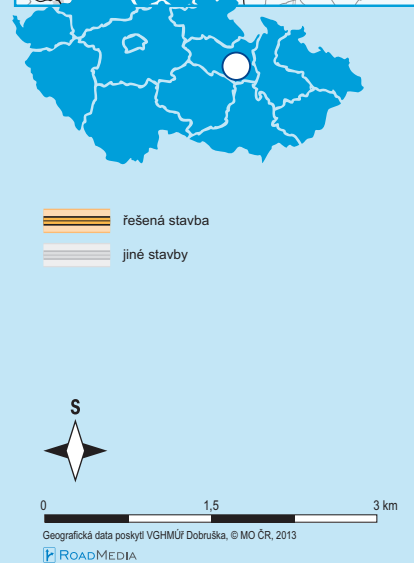 řešená stavba
jiné stavby
S
0 1,5 3 km
Geografická data poskytl VGHMÚř Dobruška, © MO ČR, 2013
ROADMEDIA